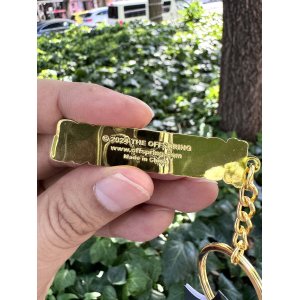 © 2023 THE OFFSPRING
www.offspring.com
Made in China